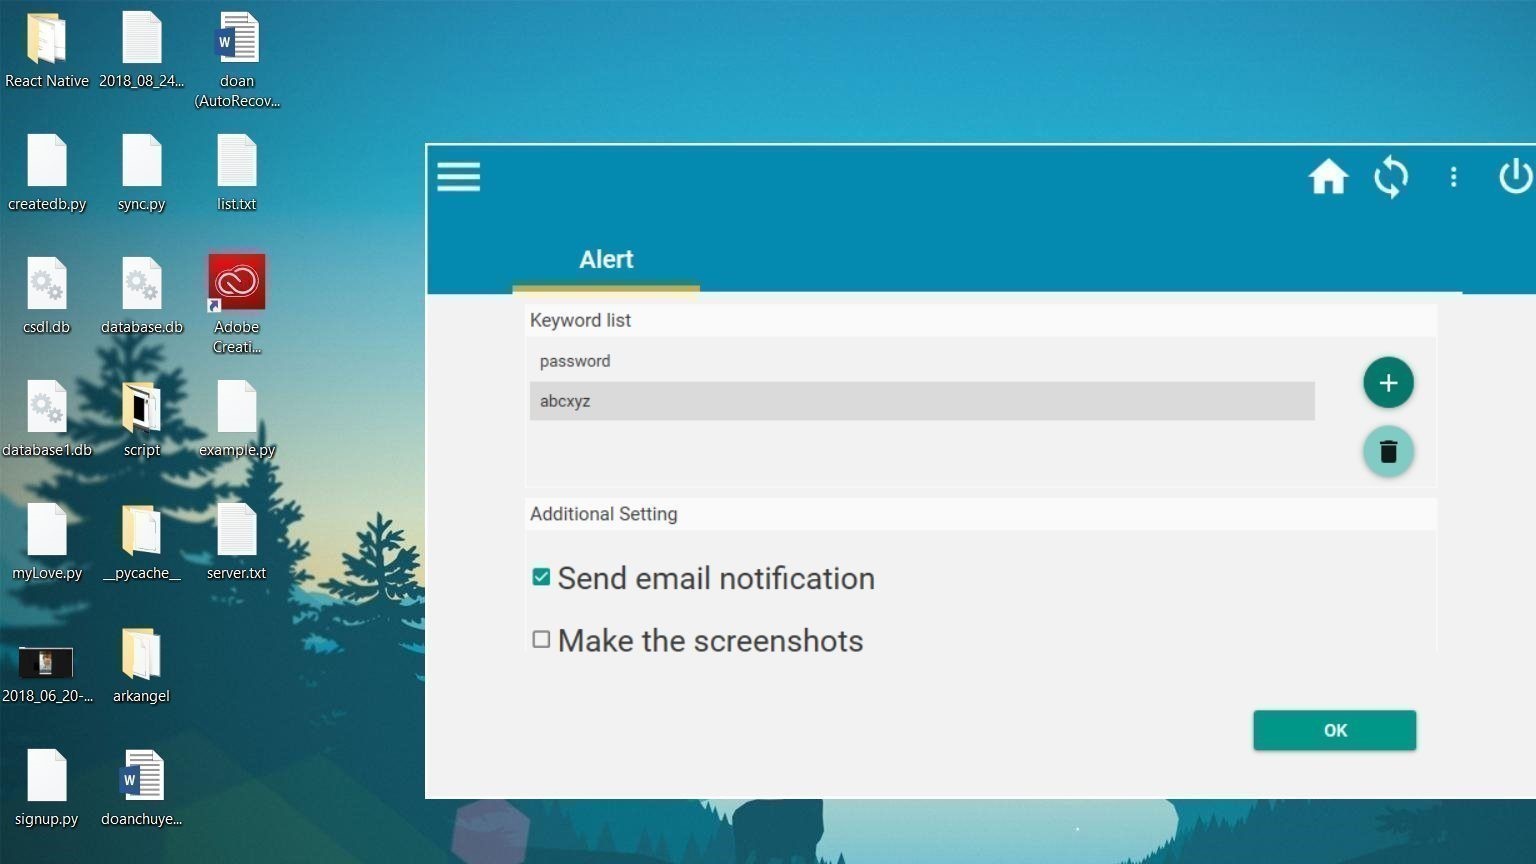 React Native
2018_08_24...
doan
(AutoRecov...
createdb.py
sync.py
list.txt
csdl.db
database.db
Adobe
Creati...
database1.db
script
example.py
myLove.py
__pycache__
server.txt
2018_06_20-...
arkangel
signup.py
doanchuye...
Alert
Keyword list
password
abcxyz
Additional Setting
Send email notification
Make the screenshots
OK